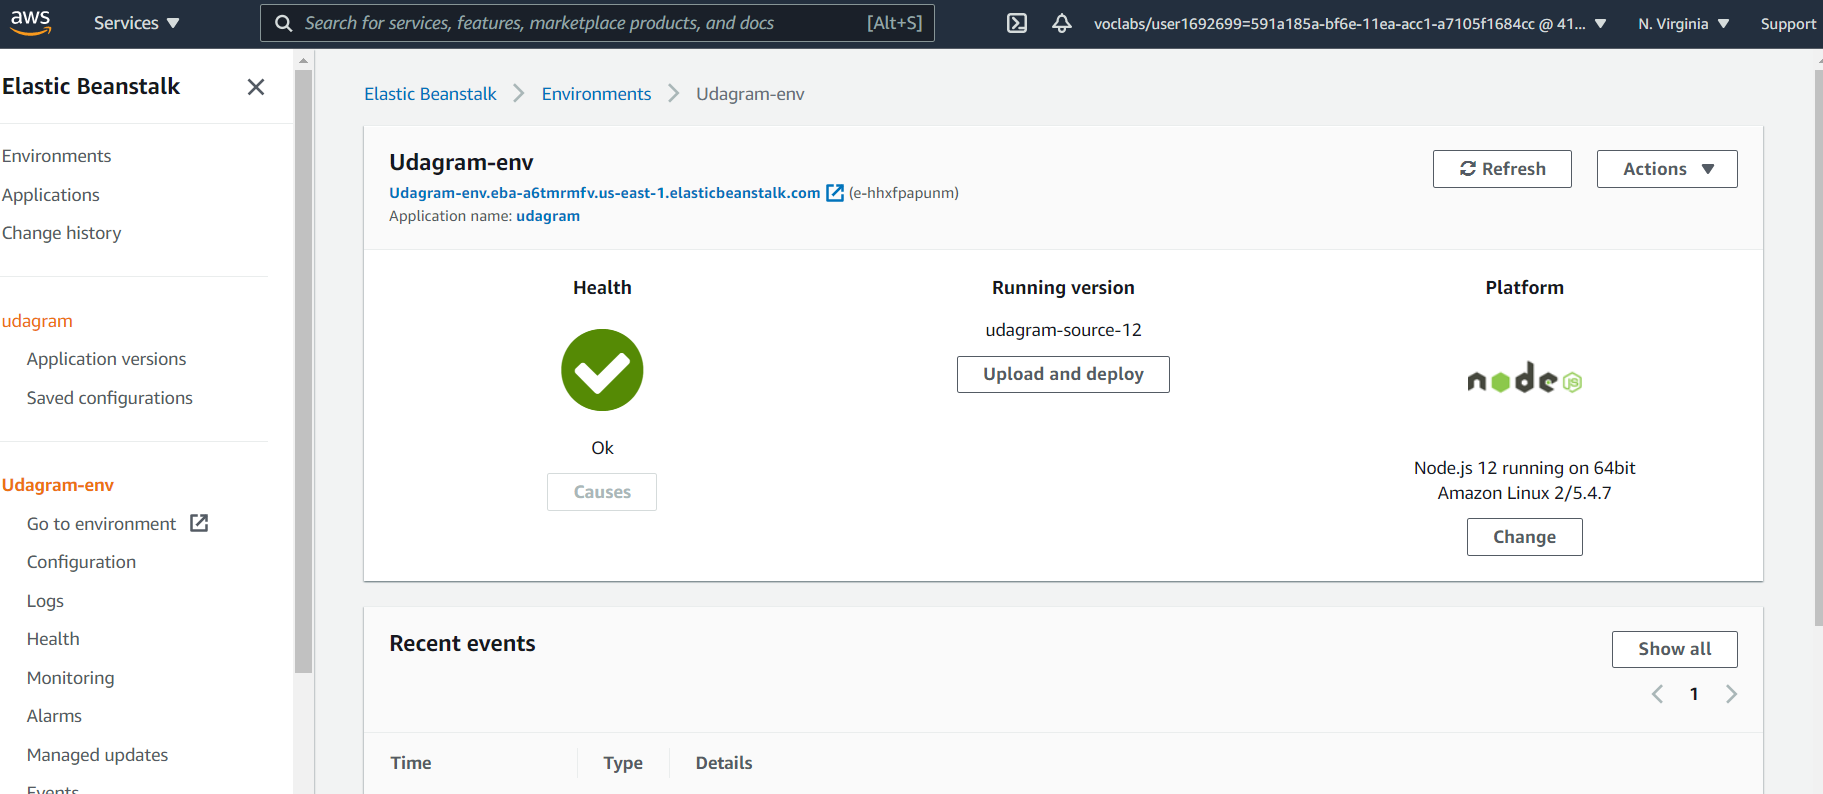 aws
Services
Search for services, features, marketplace products, and docs [Alt+S]
voclabs/user1692699=591a185a-bf6e-11ea-acc1-a7105f1684cc @ 41...
N. Virginia
Support
Elastic Beanstalk
Environments
Applications
Change history
udagram
Application versions
Saved configurations
Udagram-env
Go to environment
Configuration
Logs
Health
Monitoring
Alarms
Managed updates
Events
Elastic Beanstalk > Environments > Udagram-env
Udagram-env
Udagram-env.eba-a6tmrmfv.us-east-1.elasticbeanstalk.com (e-hhxfpapunm)
Application name: udagram
Refresh
Actions
Health
Ok
Causes
Running version
udagram-source-12
Upload and deploy
Platform
node JS
Node.js 12 running on 64bit
Amazon Linux 2/5.4.7
Change
Recent events
Show all
< 1 >
Time Type Details